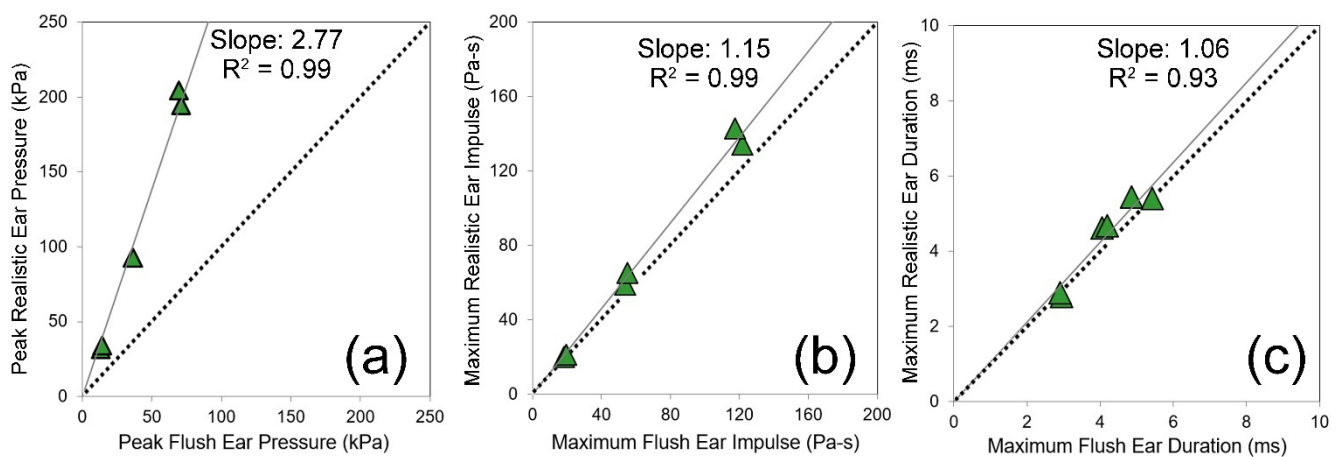 250
200
150
100
50
0
Peak Realistic Ear Pressure (kPa)
Slope: 2.77
R² = 0.99
(a)
0 50 100 150 200 250
Peak Flush Ear Pressure (kPa)
200
160
120
80
40
0
Maximum Realistic Ear Impulse (Pa-s)
Slope: 1.15
R² = 0.99
(b)
0 40 80 120 160 200
Maximum Flush Ear Impulse (Pa-s)
10
8
6
4
2
0
Maximum Realistic Ear Duration (ms)
Slope: 1.06
R² = 0.93
(c)
0 2 4 6 8 10
Maximum Flush Ear Duration (ms)